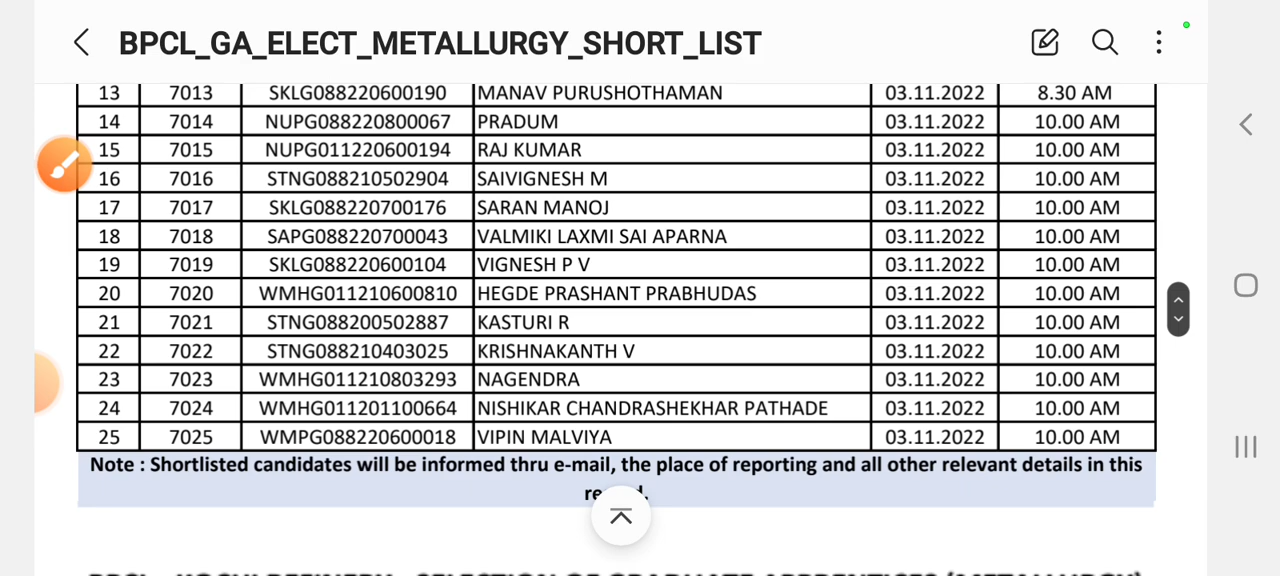 BPCL_GA_ELECT_METALLURGY_SHORT_LIST
13 7013 SKLG088220600190 MANAV PURUSHOTHAMAN 03.11.2022 8.30 AM
14 7014 NUPG088220800067 PRADUM 03.11.2022 10.00 AM
15 7015 NUPG011220600194 RAJ KUMAR 03.11.2022 10.00 AM
16 7016 STNG088210502904 SAIVIGNESH M 03.11.2022 10.00 AM
17 7017 SKLG088220700176 SARAN MANOJ 03.11.2022 10.00 AM
18 7018 SAPG088220700043 VALMIKI LAXMI SAI APARNA 03.11.2022 10.00 AM
19 7019 SKLG088220600104 VIGNESH P V 03.11.2022 10.00 AM
20 7020 WMHG011210600810 HEGDE PRASHANT PRABHUDAS 03.11.2022 10.00 AM
21 7021 STNG088200502887 KASTURI R 03.11.2022 10.00 AM
22 7022 STNG088210403025 KRISHNAKANTH V 03.11.2022 10.00 AM
23 7023 WMHG011210803293 NAGENDRA 03.11.2022 10.00 AM
24 7024 WMHG011201100664 NISHIKAR CHANDRASHEKHAR PATHADE 03.11.2022 10.00 AM
25 7025 WMPG088220600018 VIPIN MALVIYA 03.11.2022 10.00 AM
Note : Shortlisted candidates will be informed thru e-mail, the place of reporting and all other relevant details in this